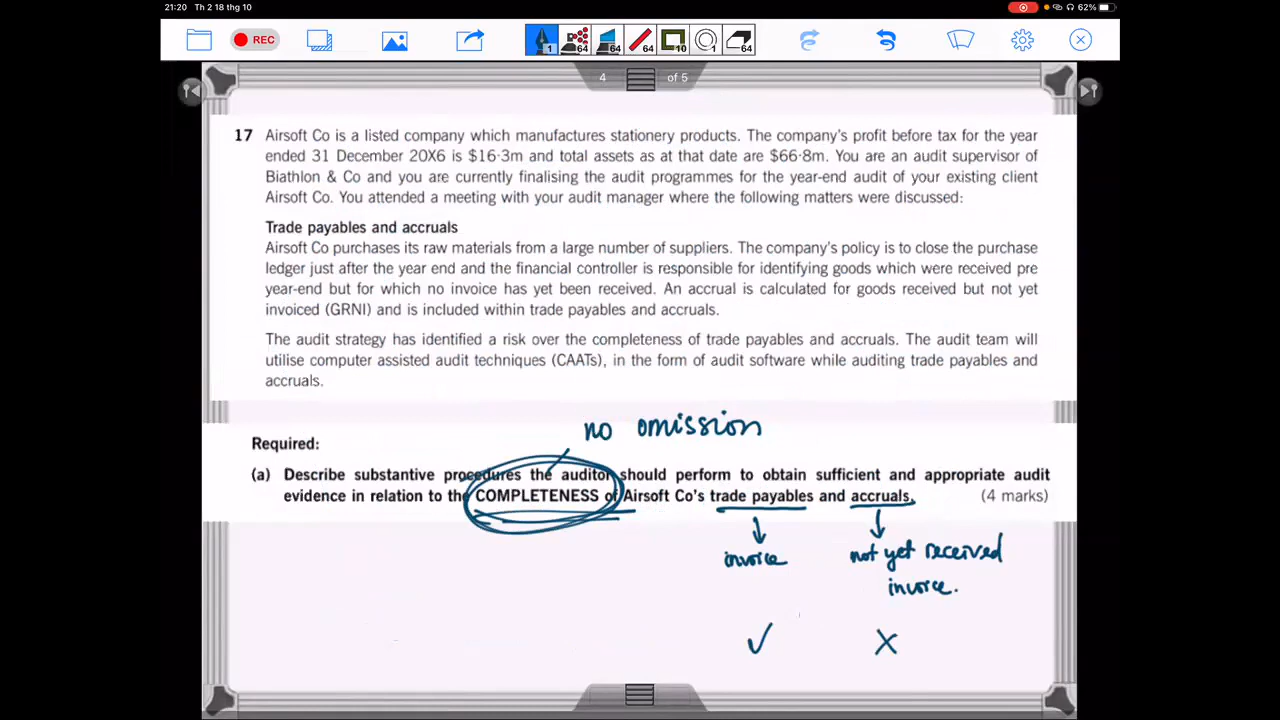 21:20 Th 2 18 thg 10
62%
REC
1
64
64
64
10
1
64
4 of 5
17 Airsoft Co is a listed company which manufactures stationery products. The company's profit before tax for the year
ended 31 December 20X6 is $16·3m and total assets as at that date are $66·8m. You are an audit supervisor of
Biathlon & Co and you are currently finalising the audit programmes for the year-end audit of your existing client
Airsoft Co. You attended a meeting with your audit manager where the following matters were discussed:
Trade payables and accruals
Airsoft Co purchases its raw materials from a large number of suppliers. The company's policy is to close the purchase
ledger just after the year end and the financial controller is responsible for identifying goods which were received pre
year-end but for which no invoice has yet been received. An accrual is calculated for goods received but not yet
invoiced (GRNI) and is included within trade payables and accruals.
The audit strategy has identified a risk over the completeness of trade payables and accruals. The audit team will
utilise computer assisted audit techniques (CAATs), in the form of audit software while auditing trade payables and
accruals.
no omission
Required:
(a) Describe substantive procedures the auditor should perform to obtain sufficient and appropriate audit
evidence in relation to the COMPLETENESS of Airsoft Co's trade payables and accruals. (4 marks)
invoice
not yet received
invoice.